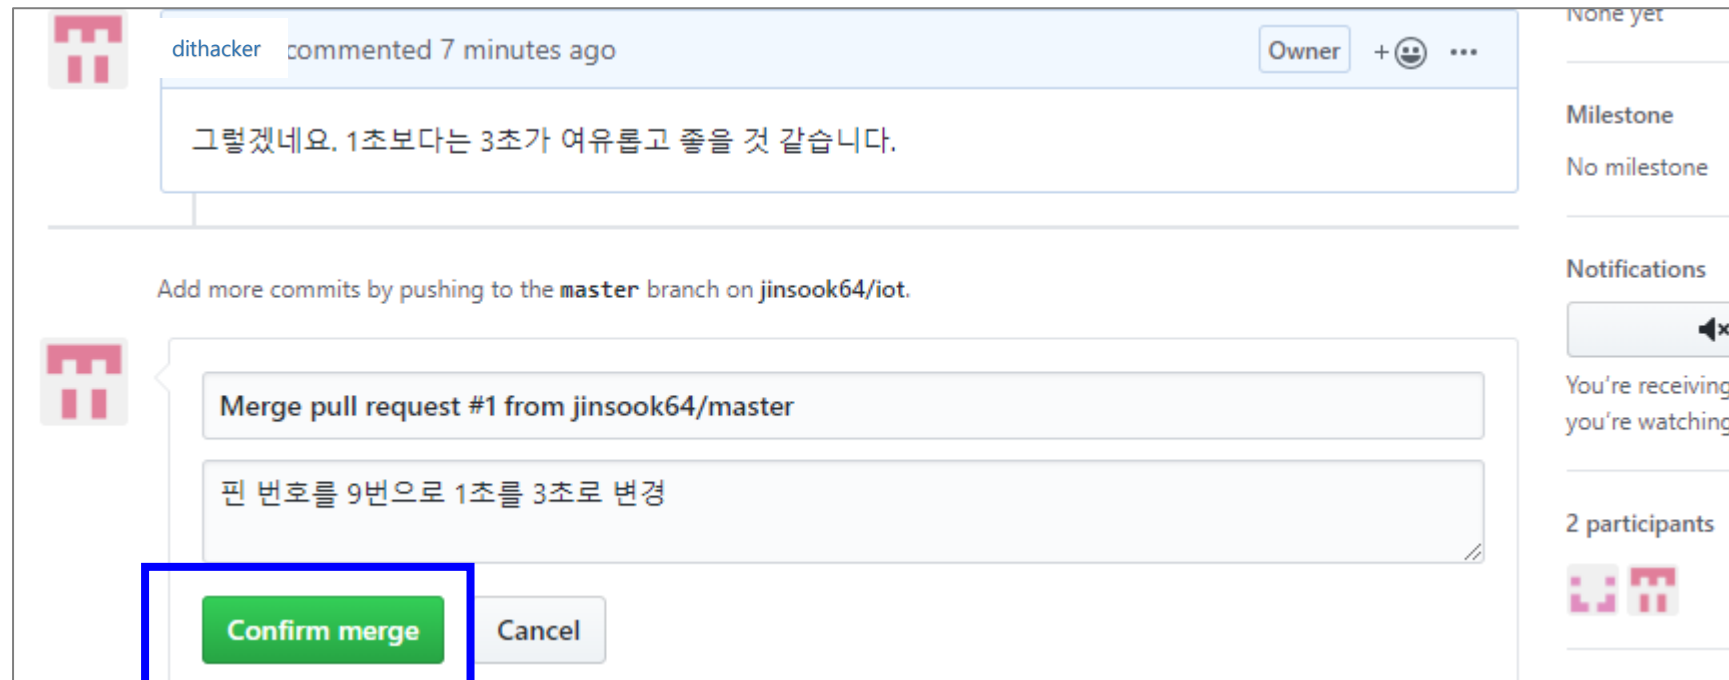 None yet
dithacker commented 7 minutes ago
Owner
그렇겠네요. 1초보다는 3초가 여유롭고 좋을 것 같습니다.
Milestone
No milestone
Notifications
Add more commits by pushing to the master branch on jinsook64/iot.
Merge pull request #1 from jinsook64/master
You're receiving
you're watching
핀 번호를 9번으로 1초를 3초로 변경
2 participants
Confirm merge
Cancel